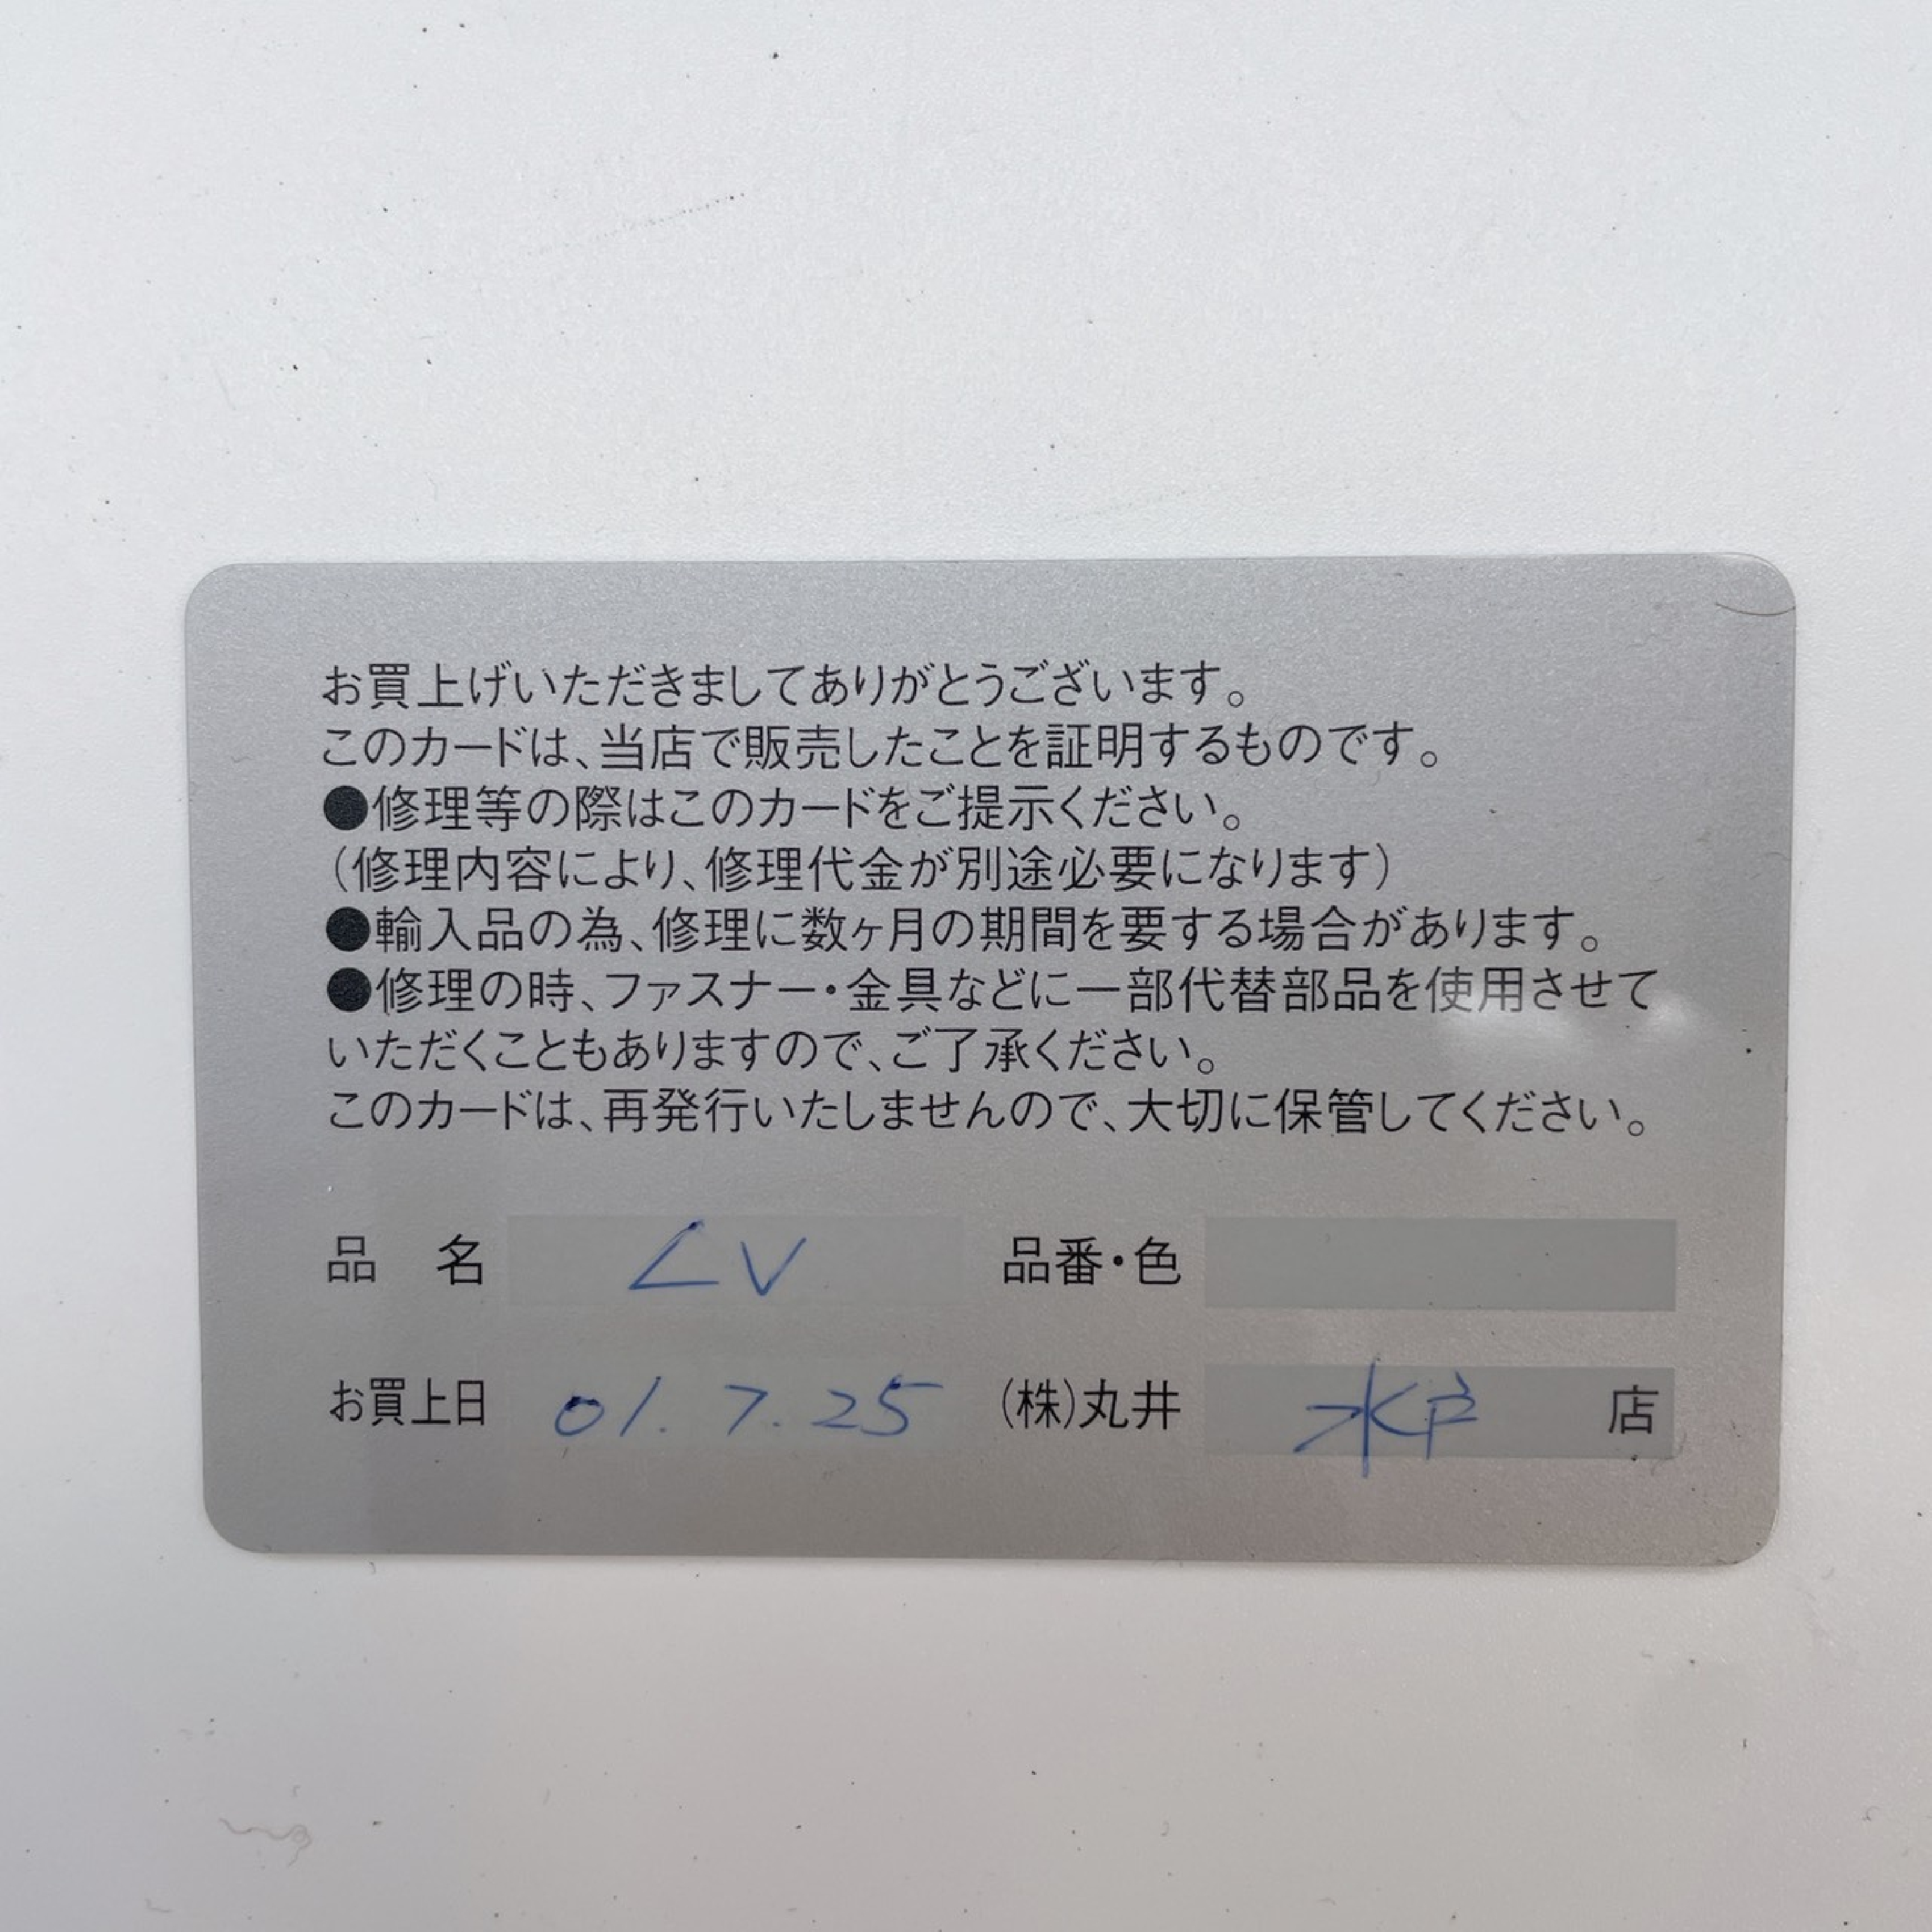 お買上げいただきましてありがとうございます。
このカードは、当店で販売したことを証明するものです。
●修理等の際はこのカードをご提示ください。
(修理内容により、修理代金が別途必要になります)
●輸入品の為、修理に数ヶ月の期間を要する場合があります。
●修理の時、ファスナー・金具などに一部代替部品を使用させて
いただくこともありますので、ご了承ください。
このカードは、再発行いたしませんので、大切に保管してください。
品 名 LV 品番・色
お買上日 01.7.25 (株)丸井 水戸 店